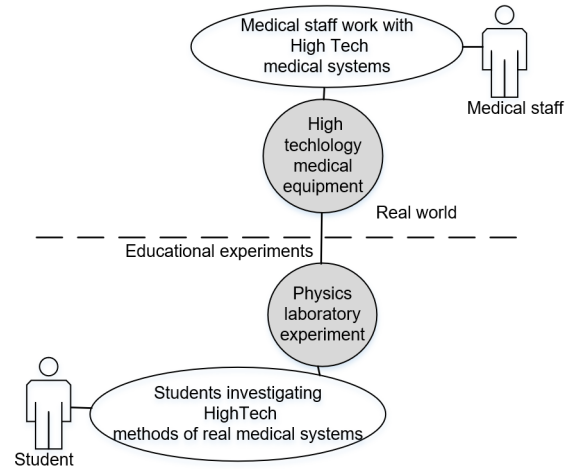 Medical staff work with
High Tech
medical systems
Medical staff
High
techlology
medical
equipment
Real world
Educational experiments
Physics
laboratory
experiment
Students investigating
HighTech
methods of real medical systems
Student